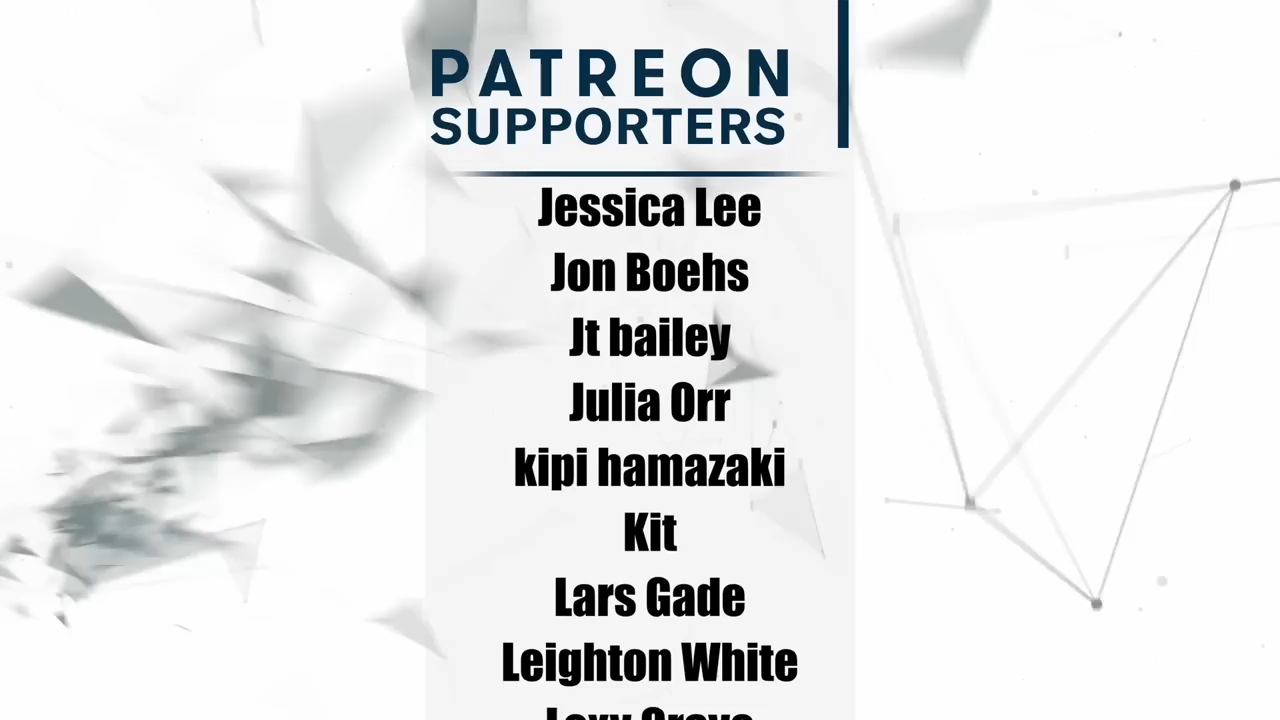 PATREON
SUPPORTERS
Jessica Lee
Jon Boehs
Jt bailey
Julia Orr
kipi hamazaki
Kit
Lars Gade
Leighton White